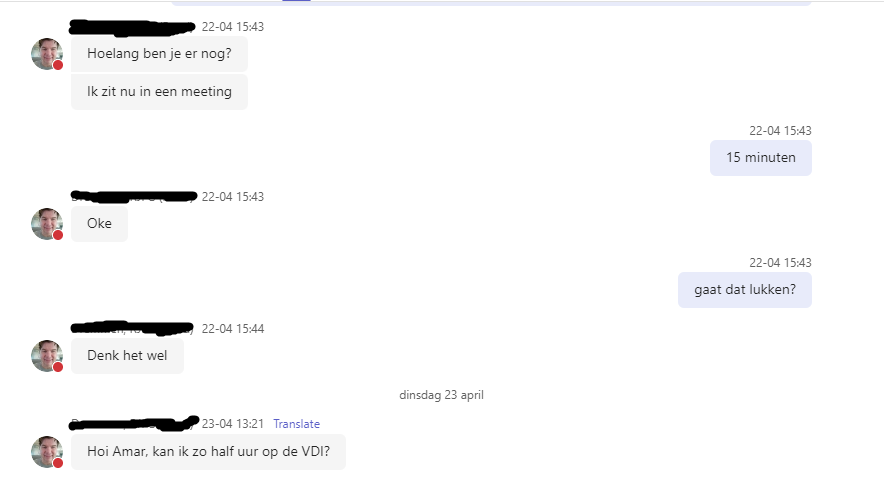 22-04 15:43
Hoelang ben je er nog?
Ik zit nu in een meeting
22-04 15:43
15 minuten
22-04 15:43
Oke
22-04 15:43
gaat dat lukken?
22-04 15:44
Denk het wel
dinsdag 23 april
23-04 13:21 Translate
Hoi Amar, kan ik zo half uur op de VDI?